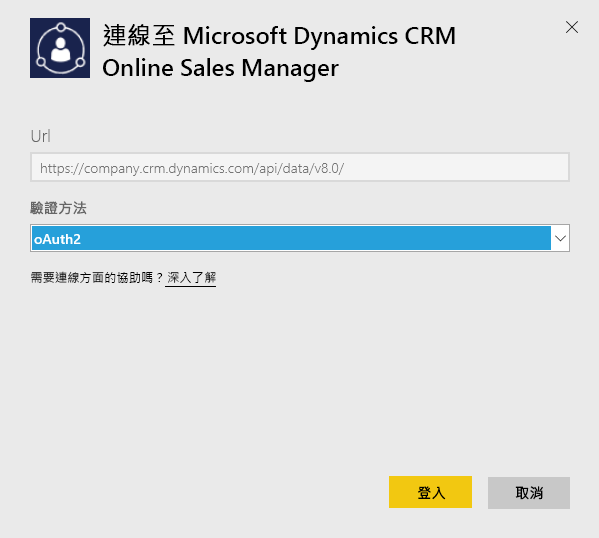 連線至 Microsoft Dynamics CRM
Online Sales Manager
Url
https://company.crm.dynamics.com/api/data/v8.0/
驗證方法
oAuth2
需要連線方面的協助嗎？深入了解
登入 取消